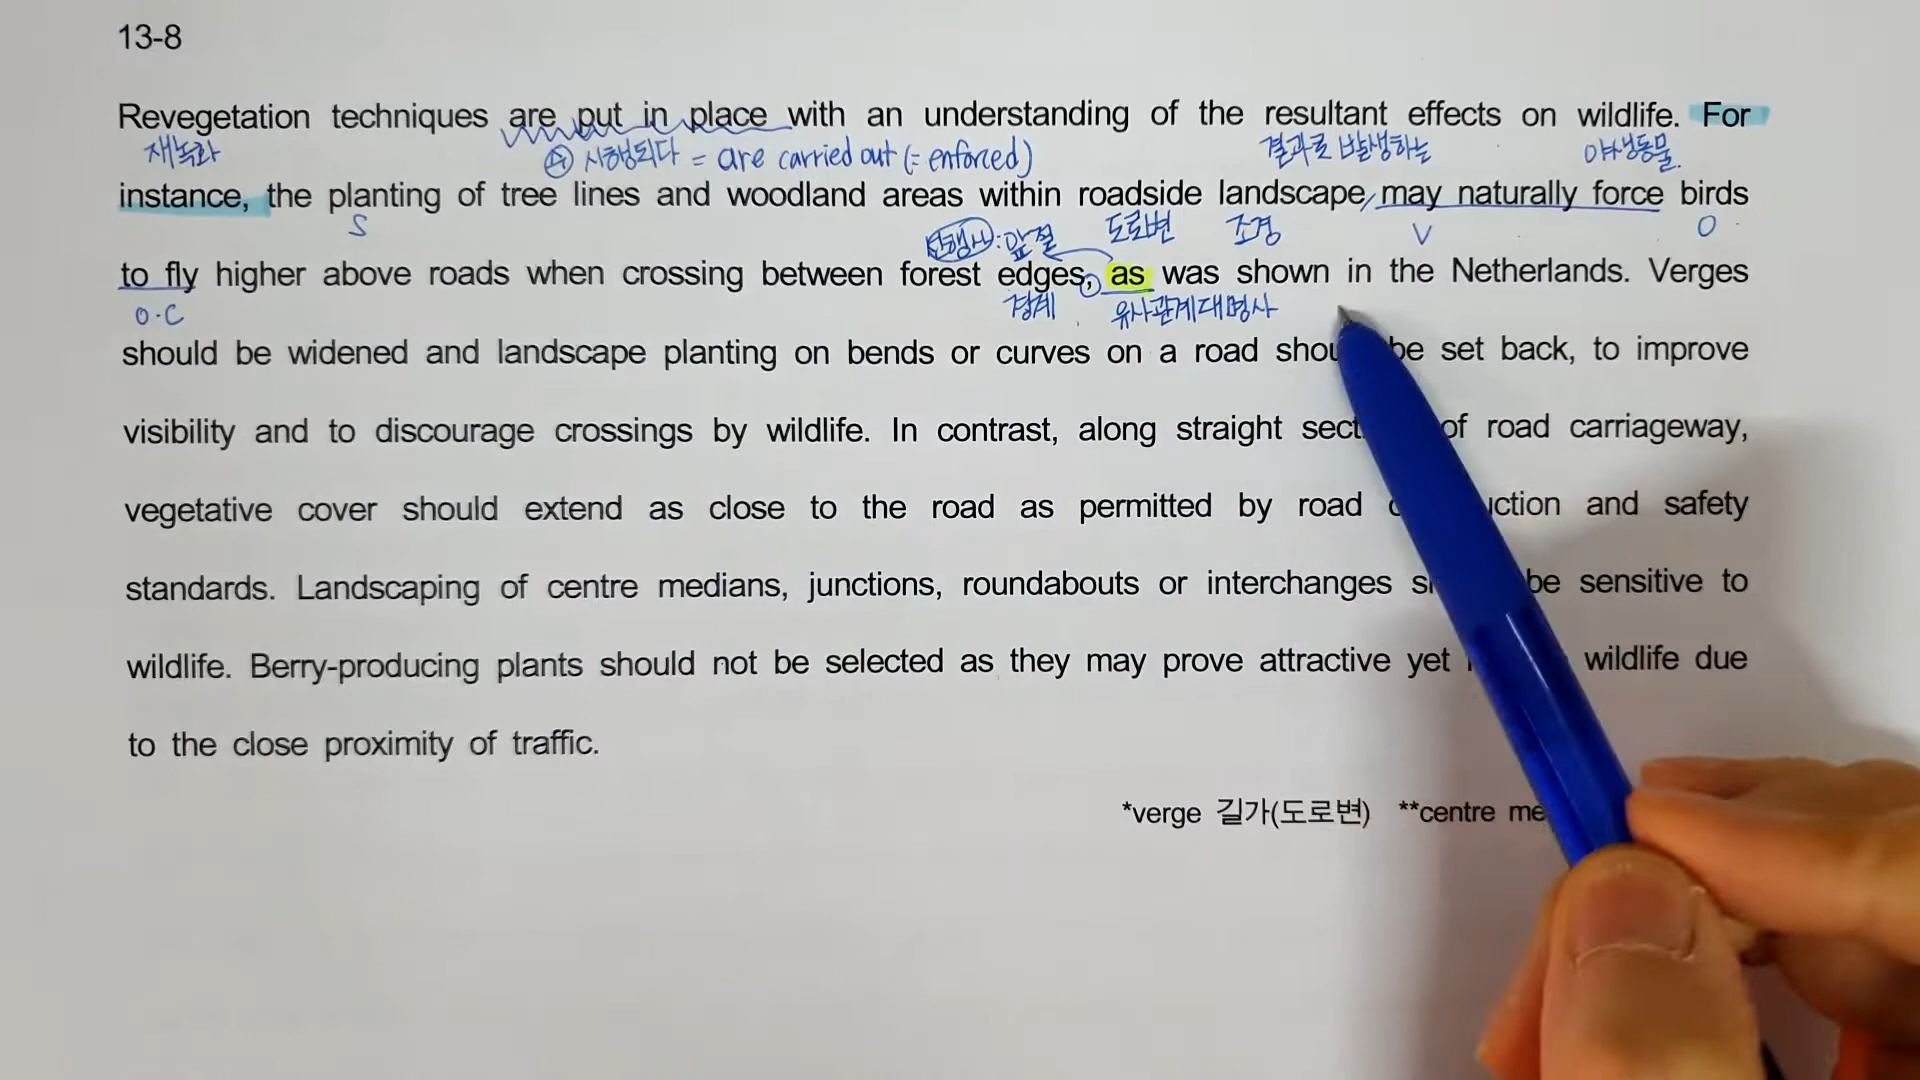 13-8
Revegetation techniques are put in place with an understanding of the resultant effects on wildlife. For
재녹화 숙 시행되다 = are carried out (= enforced) 결과로 발생하는 야생동물.
instance, the planting of tree lines and woodland areas within roadside landscape, may naturally force birds
S 선행사: 앞절 도로변 조경 V O
to fly higher above roads when crossing between forest edges, as was shown in the Netherlands. Verges
O·C 경계 유사관계대명사
should be widened and landscape planting on bends or curves on a road be set back, to improve
visibility and to discourage crossings by wildlife. In contrast, along straight of road carriageway,
vegetative cover should extend as close to the road as permitted by road and safety
standards. Landscaping of centre medians, junctions, roundabouts or interchanges be sensitive to
wildlife. Berry-producing plants should not be selected as they may prove attractive yet wildlife due
to the close proximity of traffic.
*verge 길가(도로변) **centre